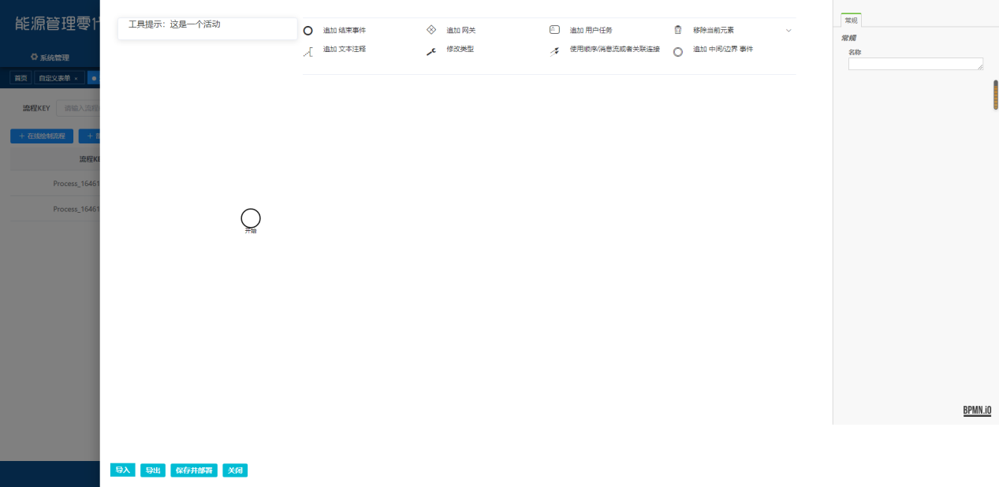 能源管理零
系统管理
首页 自定义表单 ×
流程KEY 请输入流程
+ 在线绘制流程 +
流程KE
Process_16461
Process_16461
工具提示：这是一个活动
追加 结束事件 追加 网关 追加 用户任务 移除当前元素
追加 文本注释 修改类型 使用顺序/消息流或者关联连接 追加 中间/边界 事件
开始
常规
常规
名称
BPMN.iO
导入 导出 保存并部署 关闭